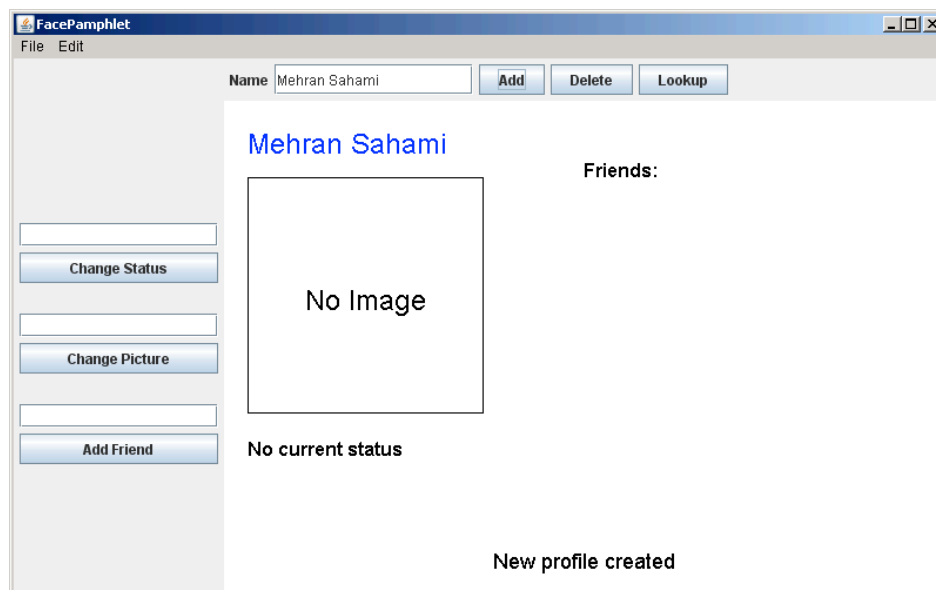 FacePamphlet
File Edit
Name Mehran Sahami Add Delete Lookup
Mehran Sahami
Friends:
Change Status
No Image
Change Picture
Add Friend
No current status
New profile created